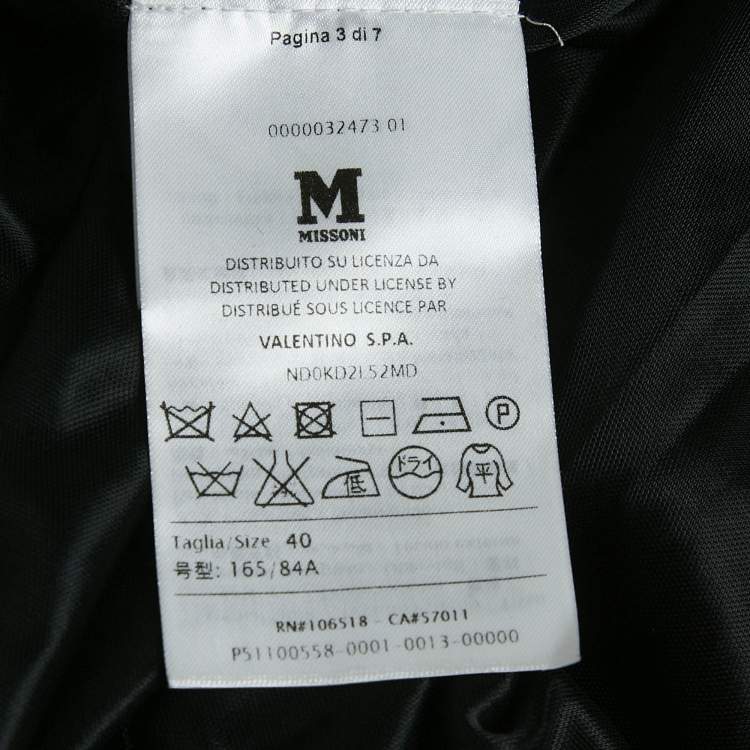 Pagina 3 di 7
0000032473 01
M
MISSONI
DISTRIBUITO SU LICENZA DA
DISTRIBUTED UNDER LICENSE BY
DISTRIBUÉ SOUS LICENCE PAR
VALENTINO S.P.A.
ND0KD2L52MD
P
低 ドライ 平
Taglia/Size 40
号型: 165/84A
RN#106518 - CA#57011
P51100558-0001-0013-00000